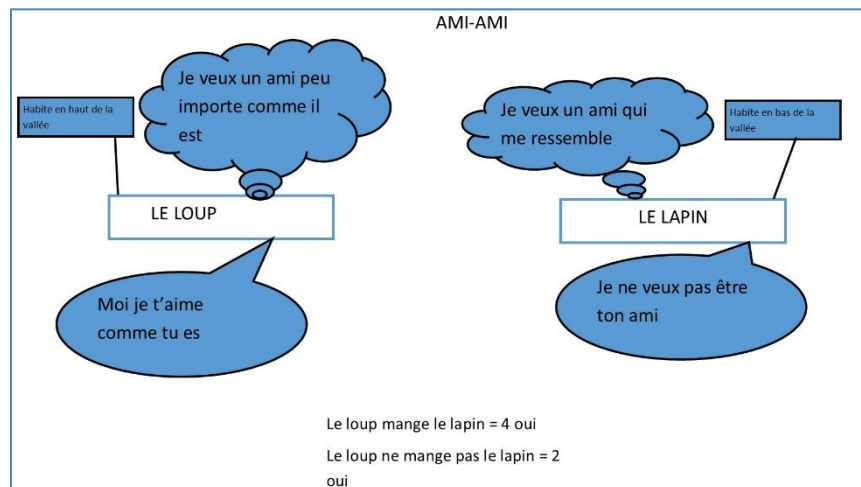 AMI-AMI
Je veux un ami peu
importe comme il
est
Habite en haut de la
vallée
Je veux un ami qui
me ressemble
Habite en bas de la
vallée
LE LOUP
LE LAPIN
Moi je t'aime
comme tu es
Je ne veux pas être
ton ami
Le loup mange le lapin = 4 oui
Le loup ne mange pas le lapin = 2
oui